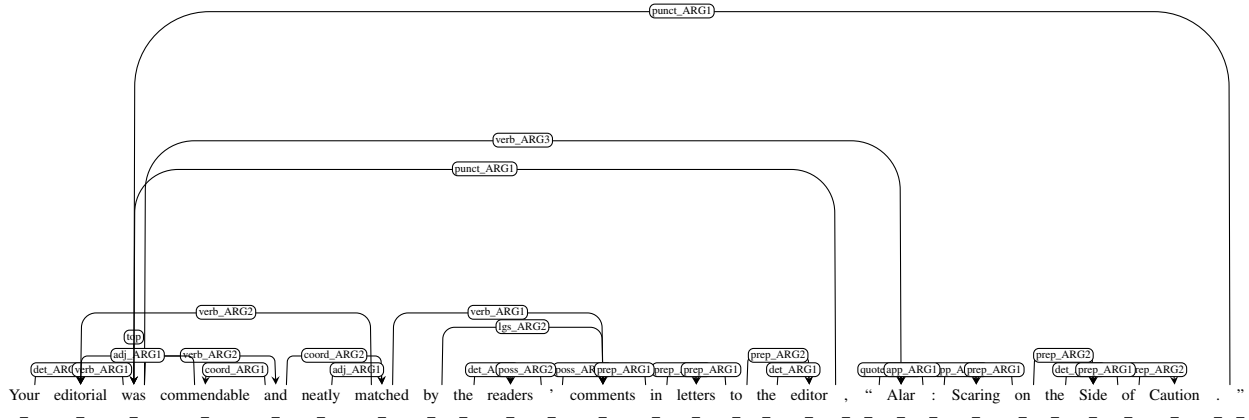 punct_ARG1
verb_ARG3
punct_ARG1
verb_ARG2 verb_ARG1
lgs_ARG2
top
adj_ARG1 verb_ARG2 coord_ARG2 prep_ARG2 prep_ARG2
verb_ARG1 coord_ARG1 adj_ARG1 poss_ARG2 prep_ARG1 prep_ARG1 det_ARG1 app_ARG1 prep_ARG1 prep_ARG1
Your editorial was commendable and neatly matched by the readers ’ comments in letters to the editor , “ Alar : Scaring on the Side of Caution . ”